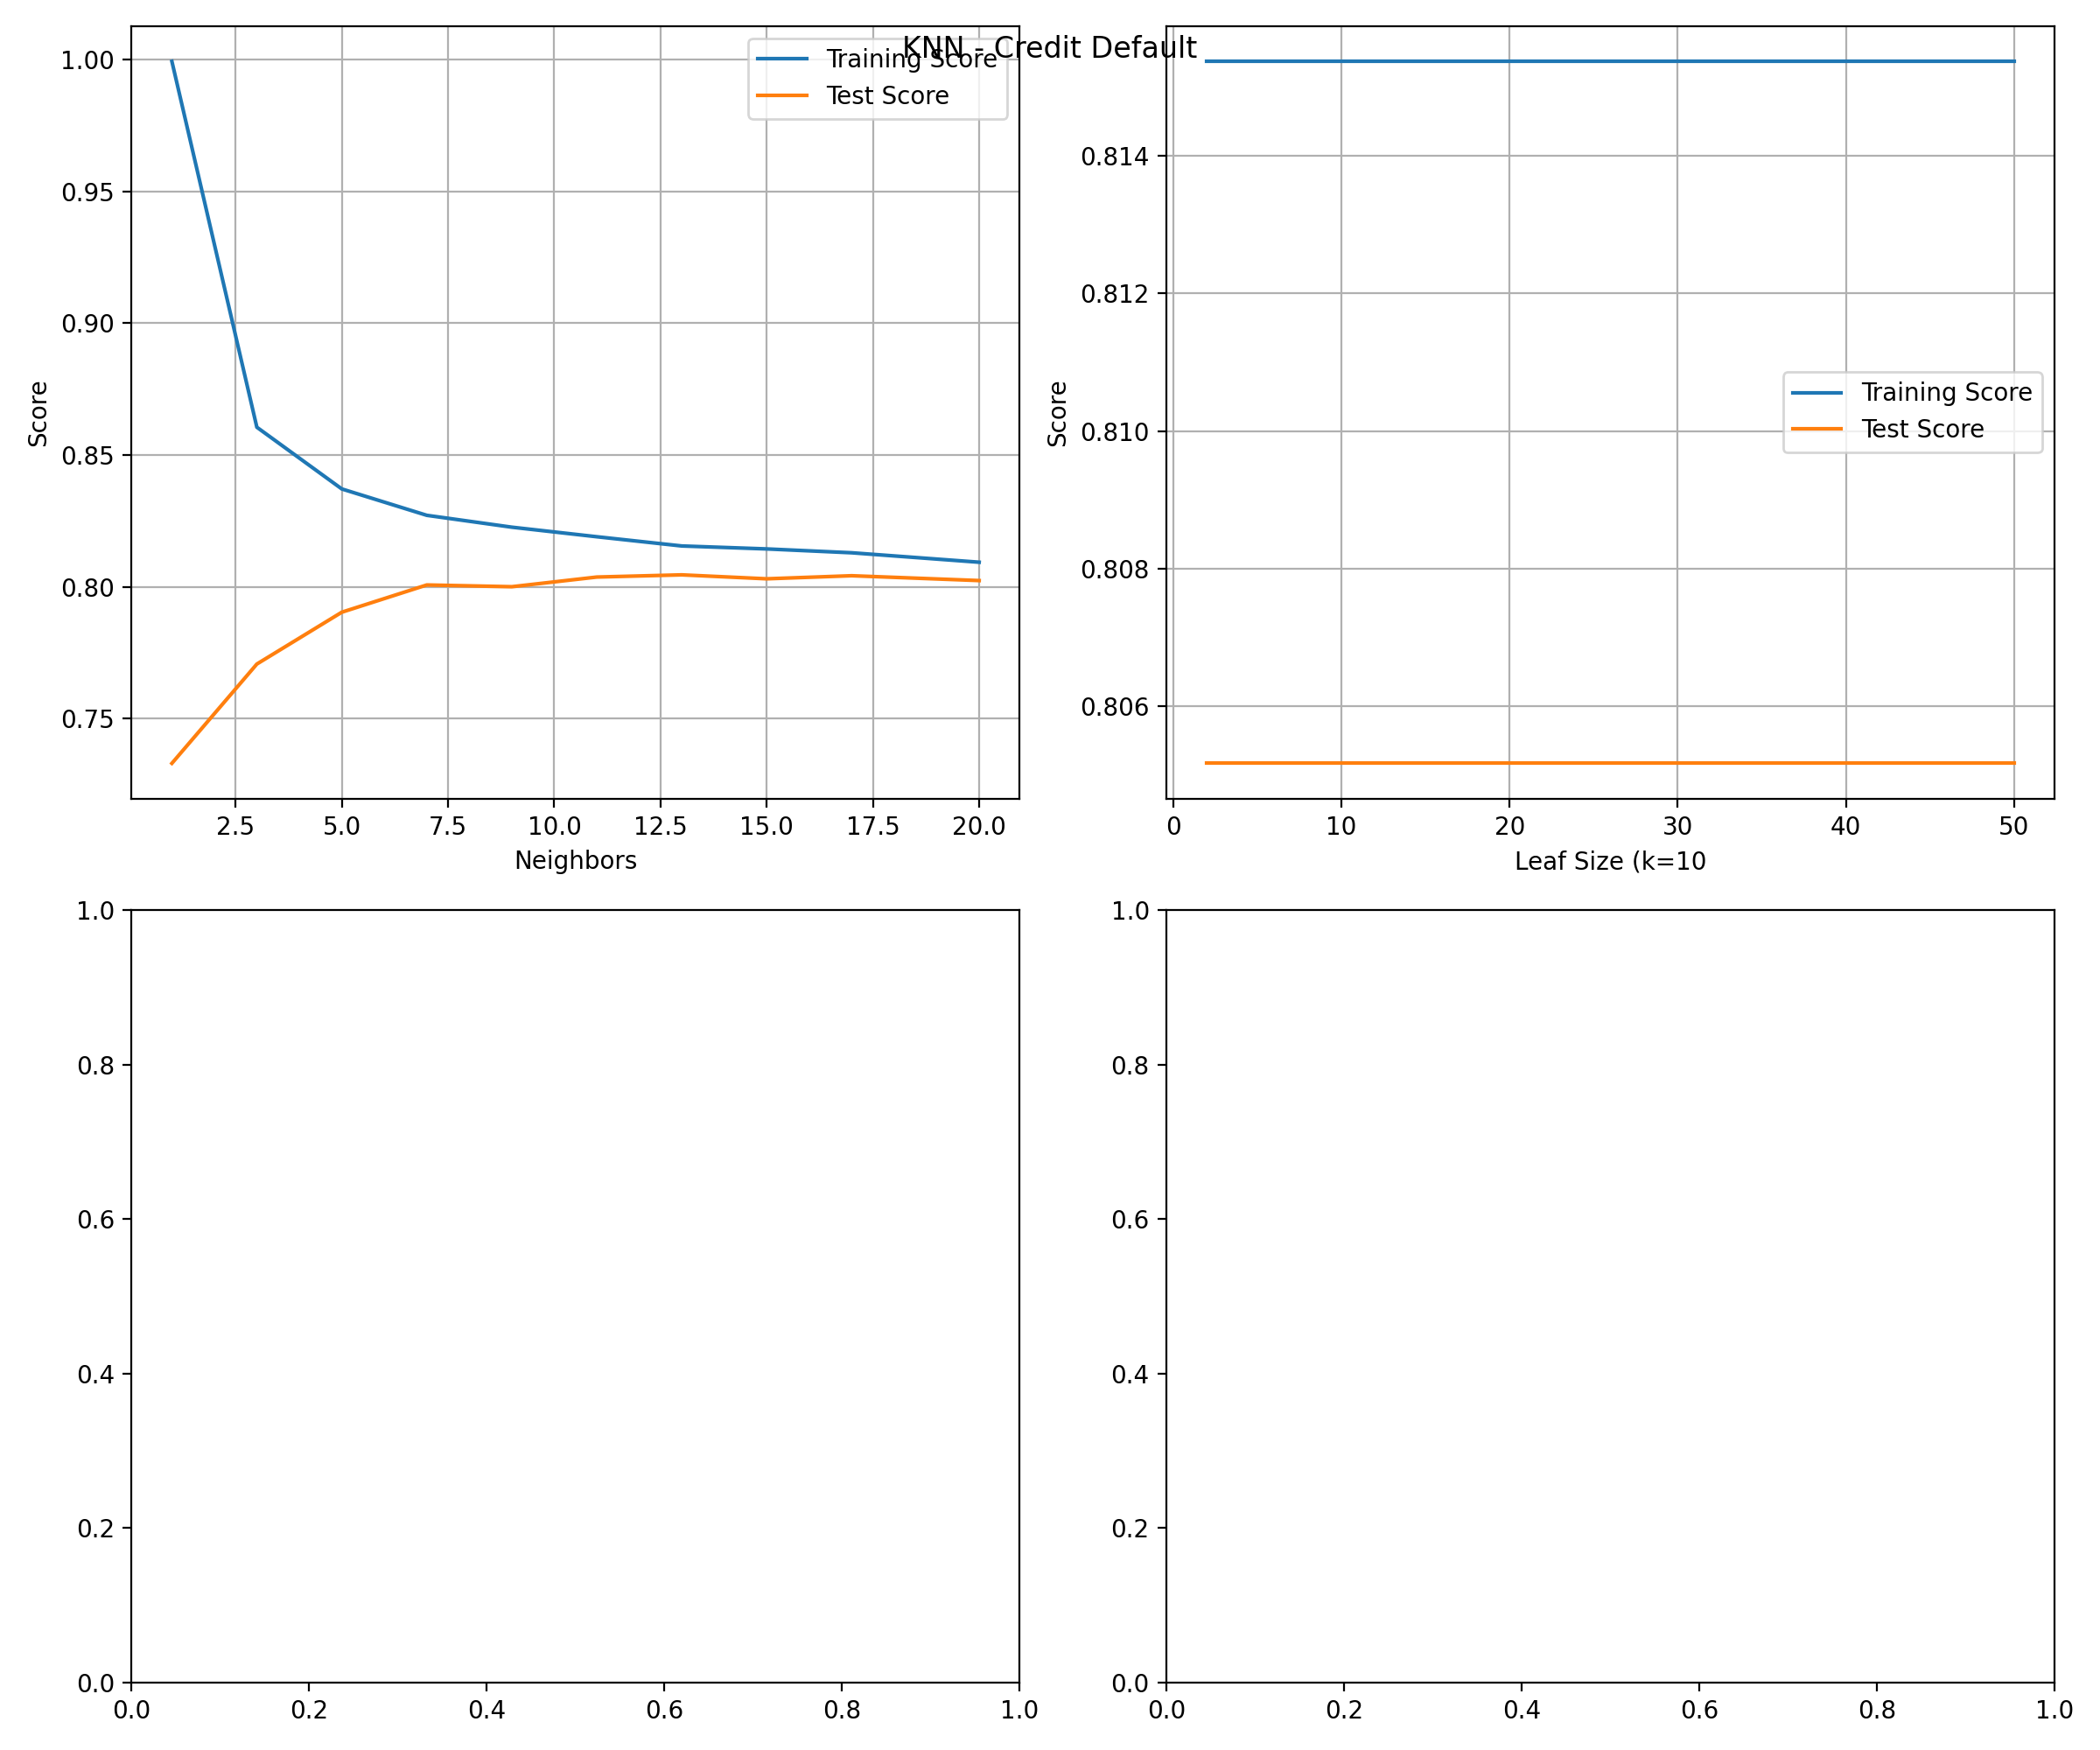 KNN - Credit Default
1.00
0.95
0.90
0.85
0.80
0.75
Score
Training Score
Test Score
2.5 5.0 7.5 10.0 12.5 15.0 17.5 20.0
Neighbors
0.814
0.812
0.810
0.808
0.806
Score
Training Score
Test Score
0 10 20 30 40 50
Leaf Size (k=10
1.0
0.8
0.6
0.4
0.2
0.0
0.0 0.2 0.4 0.6 0.8 1.0
1.0
0.8
0.6
0.4
0.2
0.0
0.0 0.2 0.4 0.6 0.8 1.0